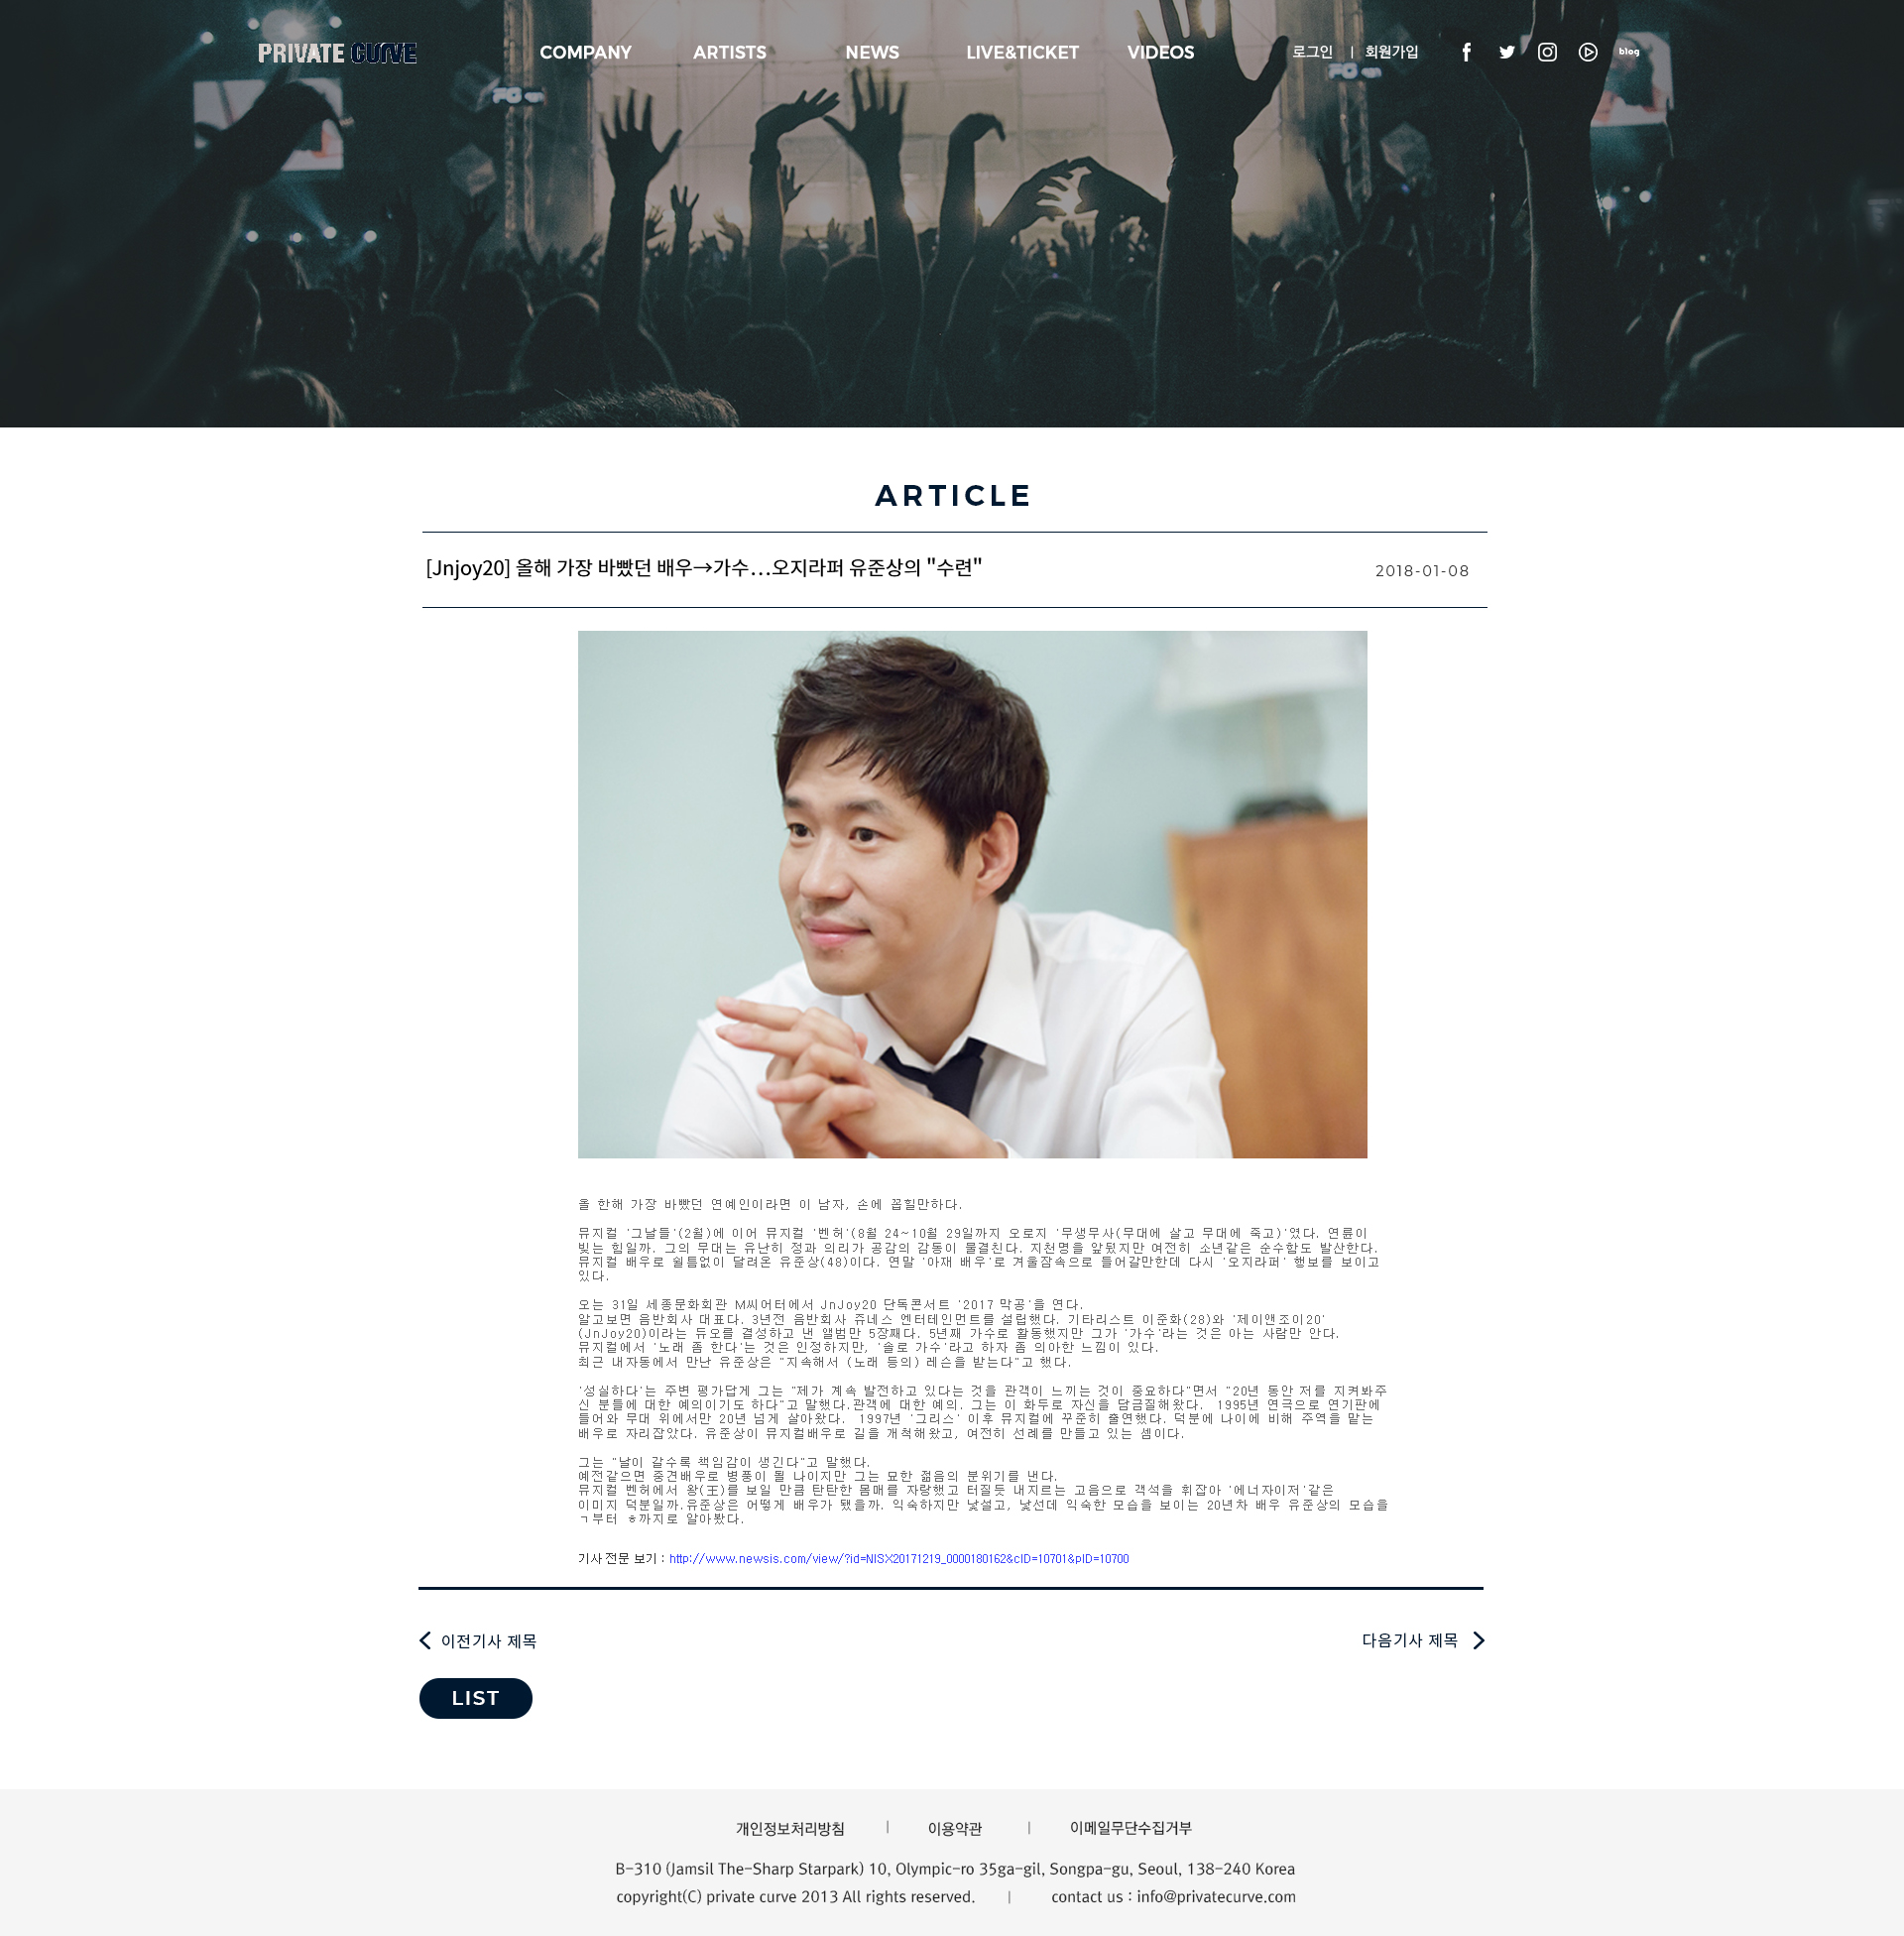 PRIVATE CURVE
COMPANY ARTISTS NEWS LIVE&TICKET VIDEOS 로그인 | 회원가입 blog
ARTICLE
[Jnjoy20] 올해 가장 바빴던 배우→가수…오지라퍼 유준상의 "수련"
2018-01-08
올 한해 가장 바빴던 연예인이라면 이 남자, 손에 꼽힐만하다.
뮤지컬 '그날들'(2월)에 이어 뮤지컬 '벤허'(8월 24~10월 29일까지 오로지 '무생무사(무대에 살고 무대에 죽고)'였다. 연륜이
빚는 힘일까. 그의 무대는 유난히 정과 의리가 공감의 감동이 물결친다. 지천명을 앞뒀지만 여전히 소년같은 순수함도 발산한다.
뮤지컬 배우로 쉴틈없이 달려온 유준상(48)이다. 연말 '아재 배우'로 겨울잠속으로 들어갈만한데 다시 '오지라퍼' 행보를 보이고
있다.
오는 31일 세종문화회관 M씨어터에서 JnJoy20 단독콘서트 '2017 막공'을 연다.
알고보면 음반회사 대표다. 3년전 음반회사 쥬네스 엔터테인먼트를 설립했다. 기타리스트 이준화(28)와 '제이앤조이20'
(JnJoy20)이라는 듀오를 결성하고 낸 앨범만 5장째다. 5년째 가수로 활동했지만 그가 '가수'라는 것은 아는 사람만 안다.
뮤지컬에서 '노래 좀 한다'는 것은 인정하지만, '솔로 가수'라고 하자 좀 의아한 느낌이 있다.
최근 내자동에서 만난 유준상은 "지속해서 (노래 등의) 레슨을 받는다"고 했다.
'성실하다'는 주변 평가답게 그는 "제가 계속 발전하고 있다는 것을 관객이 느끼는 것이 중요하다"면서 "20년 동안 저를 지켜봐주
신 분들에 대한 예의이기도 하다"고 말했다.관객에 대한 예의. 그는 이 화두로 자신을 담금질해왔다. 1995년 연극으로 연기판에
들어와 무대 위에서만 20년 넘게 살아왔다. 1997년 '그리스' 이후 뮤지컬에 꾸준히 출연했다. 덕분에 나이에 비해 주역을 맡는
배우로 자리잡았다. 유준상이 뮤지컬배우로 길을 개척해왔고, 여전히 선례를 만들고 있는 셈이다.
그는 "날이 갈수록 책임감이 생긴다"고 말했다.
예전같으면 중견배우로 병풍이 될 나이지만 그는 묘한 젊음의 분위기를 낸다.
뮤지컬 벤허에서 왕(王)를 보일 만큼 탄탄한 몸매를 자랑했고 터질듯 내지르는 고음으로 객석을 휘잡아 '에너자이저'같은
이미지 덕분일까.유준상은 어떻게 배우가 됐을까. 익숙하지만 낯설고, 낯선데 익숙한 모습을 보이는 20년차 배우 유준상의 모습을
ㄱ부터 ㅎ까지로 알아봤다.
기사 전문 보기 : http://www.newsis.com/view/?id=NISX20171219_0000180162&cID=10701&pID=10700
이전기사 제목
다음기사 제목
LIST
개인정보처리방침 | 이용약관 | 이메일무단수집거부
B-310 (Jamsil The-Sharp Starpark) 10, Olympic-ro 35ga-gil, Songpa-gu, Seoul, 138-240 Korea
copyright(C) private curve 2013 All rights reserved. | contact us : info@privatecurve.com